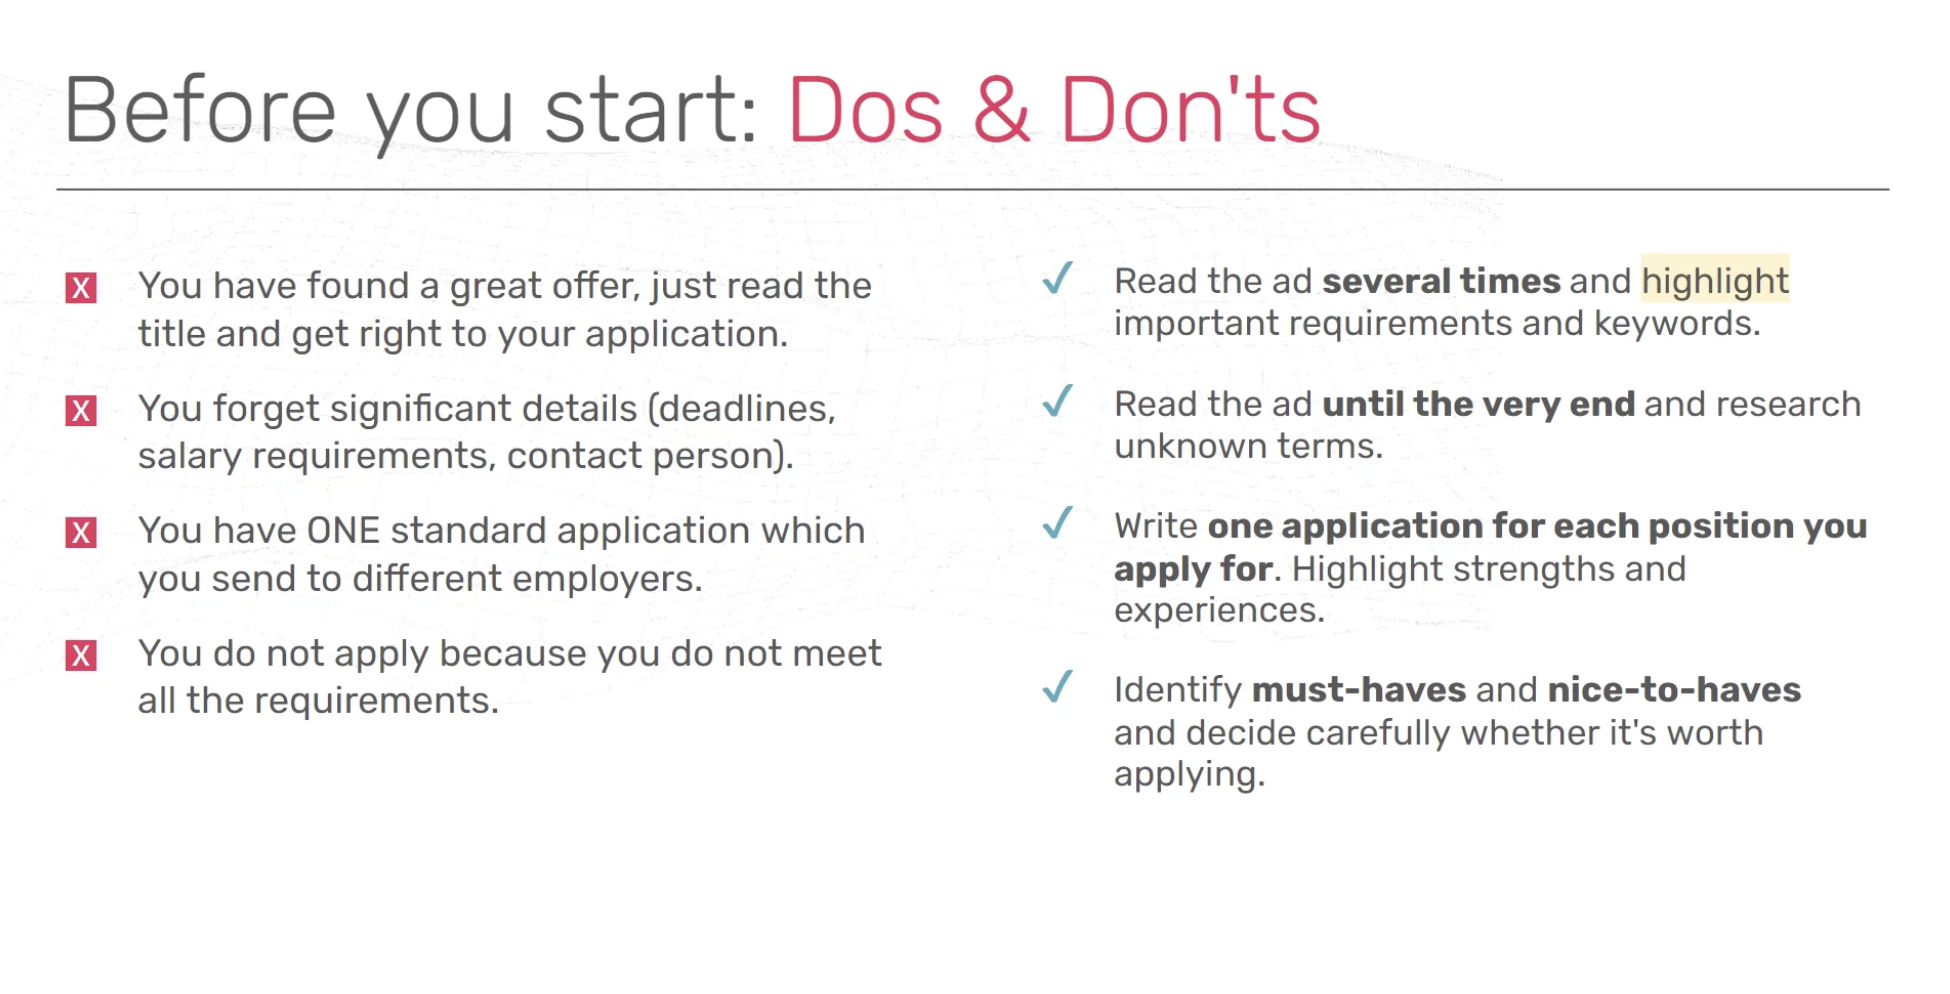 Before you start: Dos & Don'ts
X You have found a great offer, just read the
title and get right to your application.
X You forget significant details (deadlines,
salary requirements, contact person).
X You have ONE standard application which
you send to different employers.
X You do not apply because you do not meet
all the requirements.
✓ Read the ad several times and highlight
important requirements and keywords.
✓ Read the ad until the very end and research
unknown terms.
✓ Write one application for each position you
apply for. Highlight strengths and
experiences.
✓ Identify must-haves and nice-to-haves
and decide carefully whether it's worth
applying.